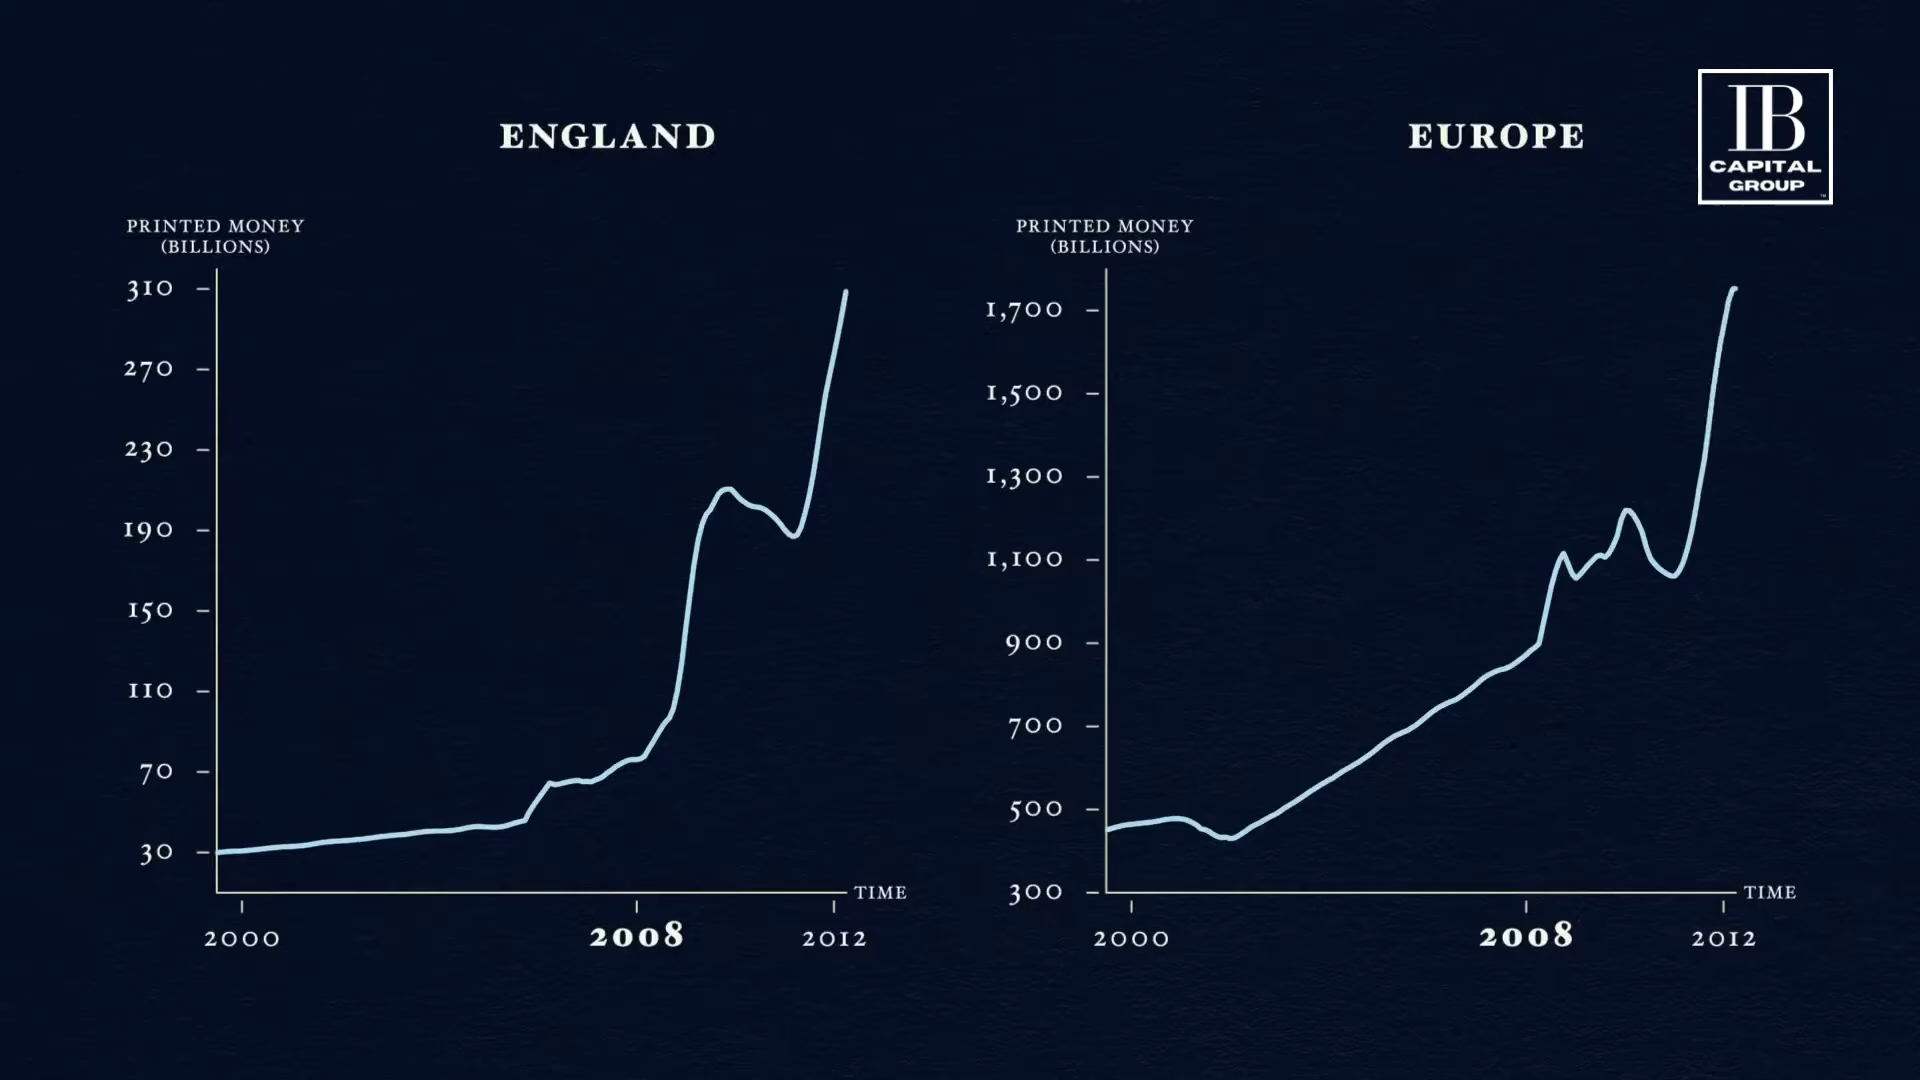 ENGLAND
PRINTED MONEY
(BILLIONS)
310
270
230
190
150
110
70
30
TIME
2000
2008
2012
EUROPE
PRINTED MONEY
(BILLIONS)
1,700
1,500
1,300
1,100
900
700
500
300
TIME
2000
2008
2012
IB
CAPITAL
GROUP